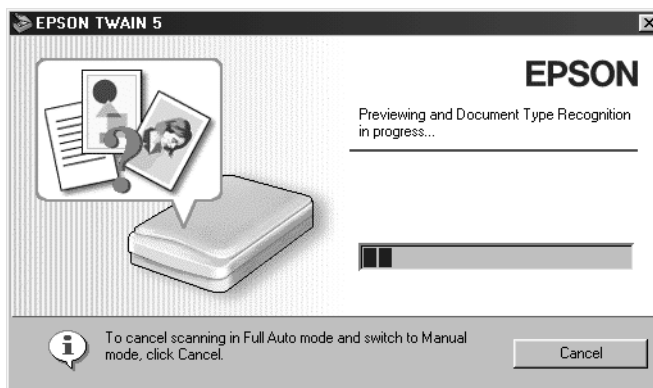 EPSON TWAIN 5
EPSON
Previewing and Document Type Recognition
in progress...
To cancel scanning in Full Auto mode and switch to Manual
mode, click Cancel.
Cancel